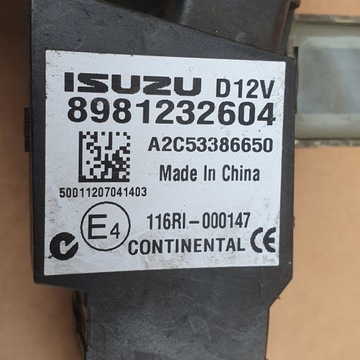 ISUZU D12V
8981232604
A2C53386650
Made In China
50D11207041403
E4 116RI-000147
CONTINENTAL CE